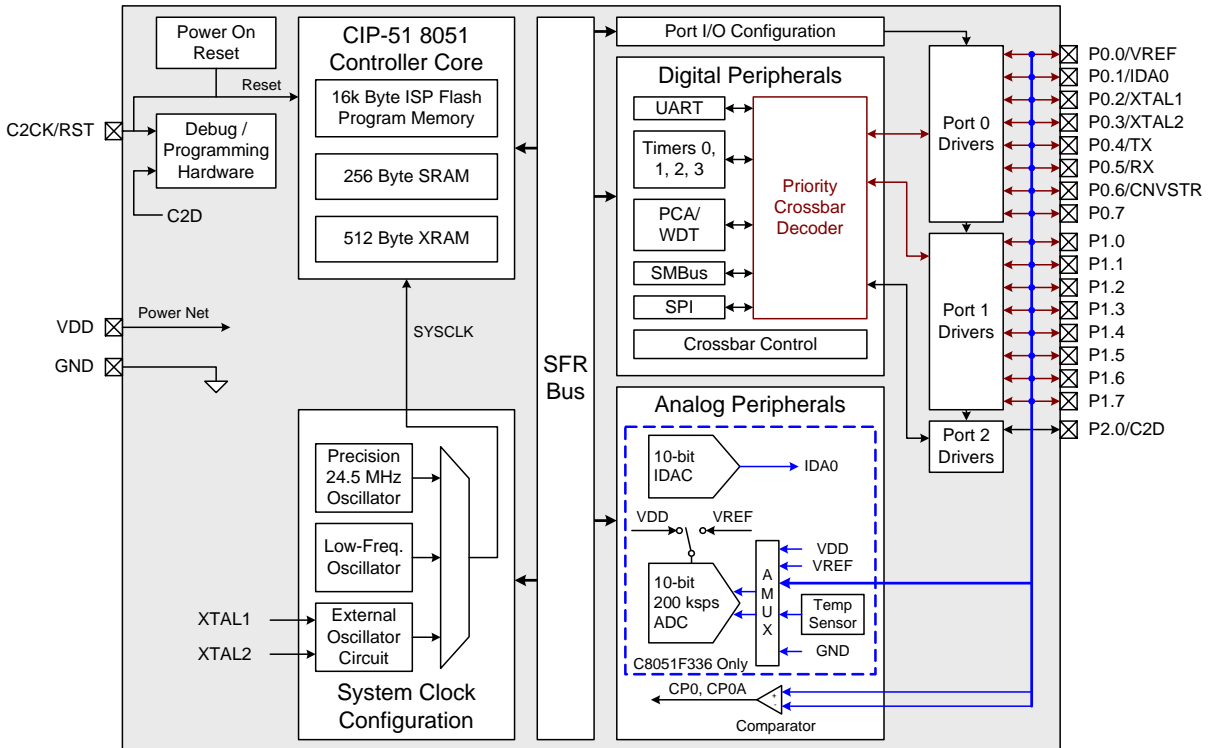 Power On
Reset
Reset
C2CK/RST
Debug /
Programming
Hardware
C2D
VDD
Power Net
GND
CIP-51 8051
Controller Core
16k Byte ISP Flash
Program Memory
256 Byte SRAM
512 Byte XRAM
SYSCLK
Precision
24.5 MHz
Oscillator
Low-Freq.
Oscillator
External
Oscillator
Circuit
XTAL1
XTAL2
System Clock
Configuration
SFR
Bus
Port I/O Configuration
Digital Peripherals
UART
Timers 0,
1, 2, 3
PCA/
WDT
SMBus
SPI
Priority
Crossbar
Decoder
Crossbar Control
Analog Peripherals
10-bit
IDAC
IDA0
VDD
VREF
10-bit
200 ksps
ADC
A
M
U
X
VDD
VREF
Temp
Sensor
GND
C8051F336 Only
CP0, CP0A
+
-
Comparator
Port 0
Drivers
Port 1
Drivers
Port 2
Drivers
P0.0/VREF
P0.1/IDA0
P0.2/XTAL1
P0.3/XTAL2
P0.4/TX
P0.5/RX
P0.6/CNVSTR
P0.7
P1.0
P1.1
P1.2
P1.3
P1.4
P1.5
P1.6
P1.7
P2.0/C2D